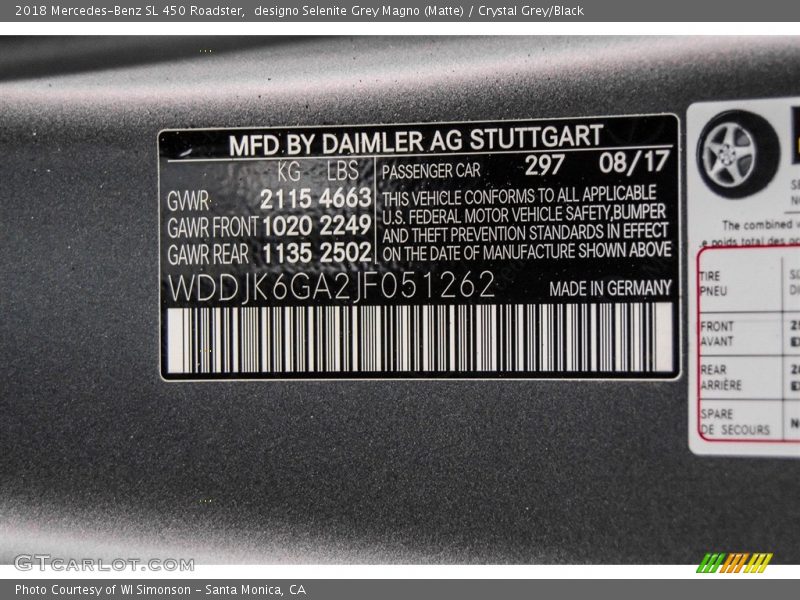 2018 Mercedes-Benz SL 450 Roadster,  designo Selenite Grey Magno (Matte) / Crystal Grey/Black
MFD.BY DAIMLER AG STUTTGART
KG LBS PASSENGER CAR 297 08/17
GWR 2115 4663 THIS VEHICLE CONFORMS TO ALL APPLICABLE
GAWR FRONT 1020 2249 U.S. FEDERAL MOTOR VEHICLE SAFETY,BUMPER
AND THEFT PREVENTION STANDARDS IN EFFECT
GAWR REAR 1135 2502 ON THE DATE OF MANUFACTURE SHOWN ABOVE
WDDJK6GA2JF051262 MADE IN GERMANY
The combined
e poids total des
TIRE
PNEU
FRONT
AVANT
REAR
ARRIÈRE
SPARE
DE SECOURS
GTcarlot.com
Photo Courtesy of WI Simonson - Santa Monica, CA